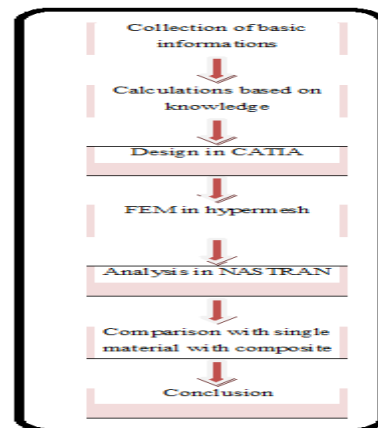 Collection of basic
informations
Calculations based on
knowledge
Design in CATIA
FEM in hypermesh
Analysis in NASTRAN
Comparison with single
material with composite
Conclusion